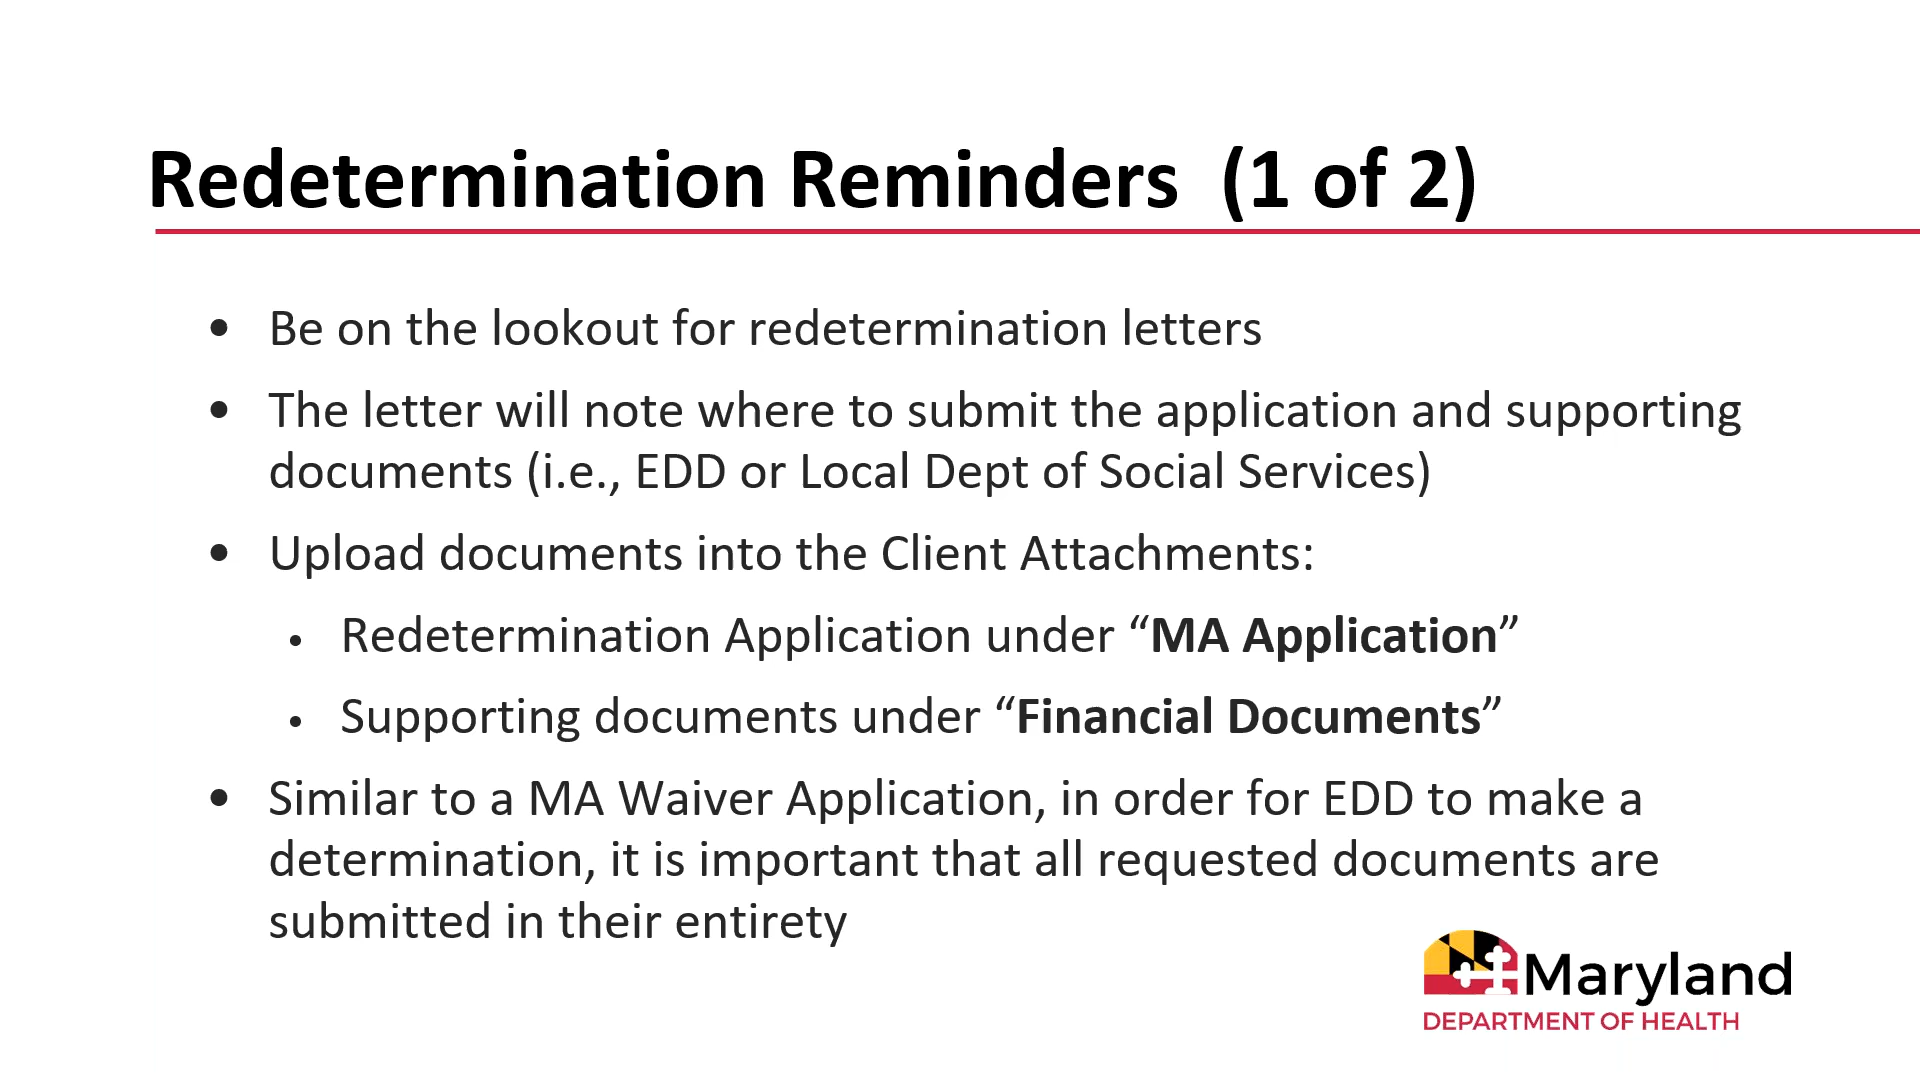 Redetermination Reminders  (1 of 2)
• Be on the lookout for redetermination letters
• The letter will note where to submit the application and supporting
documents (i.e., EDD or Local Dept of Social Services)
• Upload documents into the Client Attachments:
• Redetermination Application under “MA Application”
• Supporting documents under “Financial Documents”
• Similar to a MA Waiver Application, in order for EDD to make a
determination, it is important that all requested documents are
submitted in their entirety
Maryland
DEPARTMENT OF HEALTH